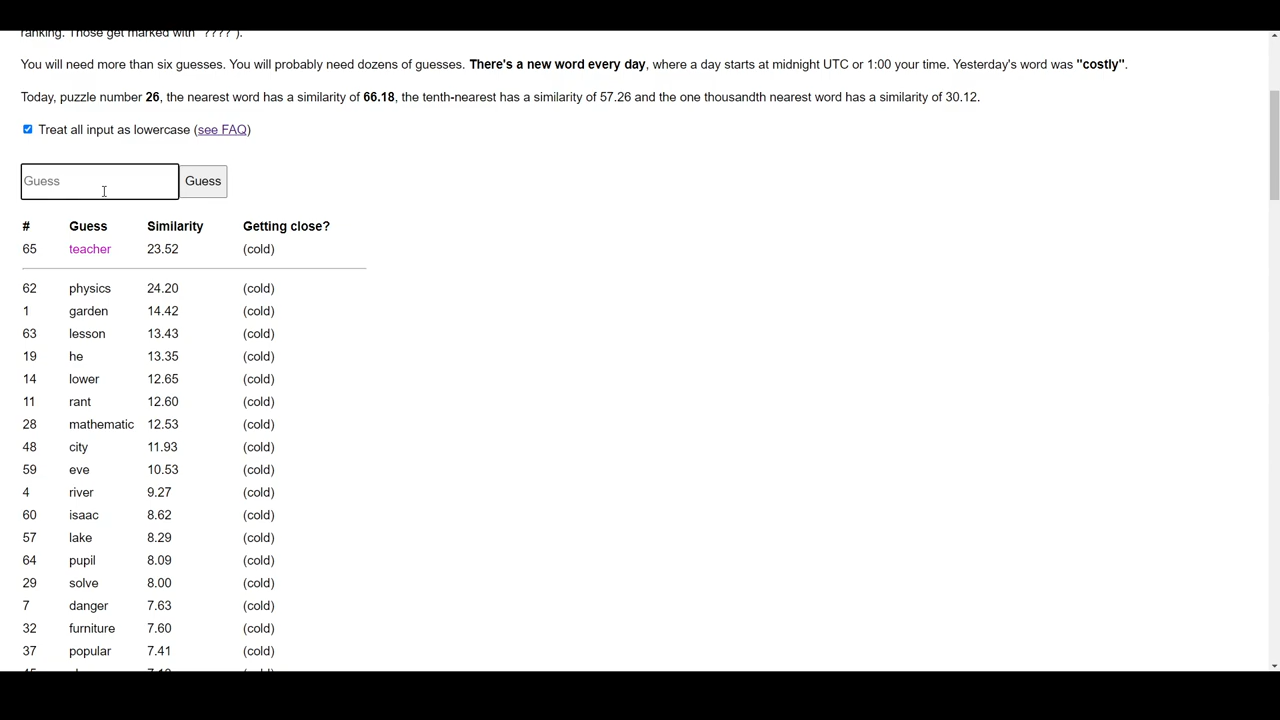 ranking. Those get marked with "????").
You will need more than six guesses. You will probably need dozens of guesses. There's a new word every day, where a day starts at midnight UTC or 1:00 your time. Yesterday's word was "costly".
Today, puzzle number 26, the nearest word has a similarity of 66.18, the tenth-nearest has a similarity of 57.26 and the one thousandth nearest word has a similarity of 30.12.
Treat all input as lowercase (see FAQ)
Guess Guess
# Guess Similarity Getting close?
65 teacher 23.52 (cold)
62 physics 24.20 (cold)
1 garden 14.42 (cold)
63 lesson 13.43 (cold)
19 he 13.35 (cold)
14 lower 12.65 (cold)
11 rant 12.60 (cold)
28 mathematic 12.53 (cold)
48 city 11.93 (cold)
59 eve 10.53 (cold)
4 river 9.27 (cold)
60 isaac 8.62 (cold)
57 lake 8.29 (cold)
64 pupil 8.09 (cold)
29 solve 8.00 (cold)
7 danger 7.63 (cold)
32 furniture 7.60 (cold)
37 popular 7.41 (cold)